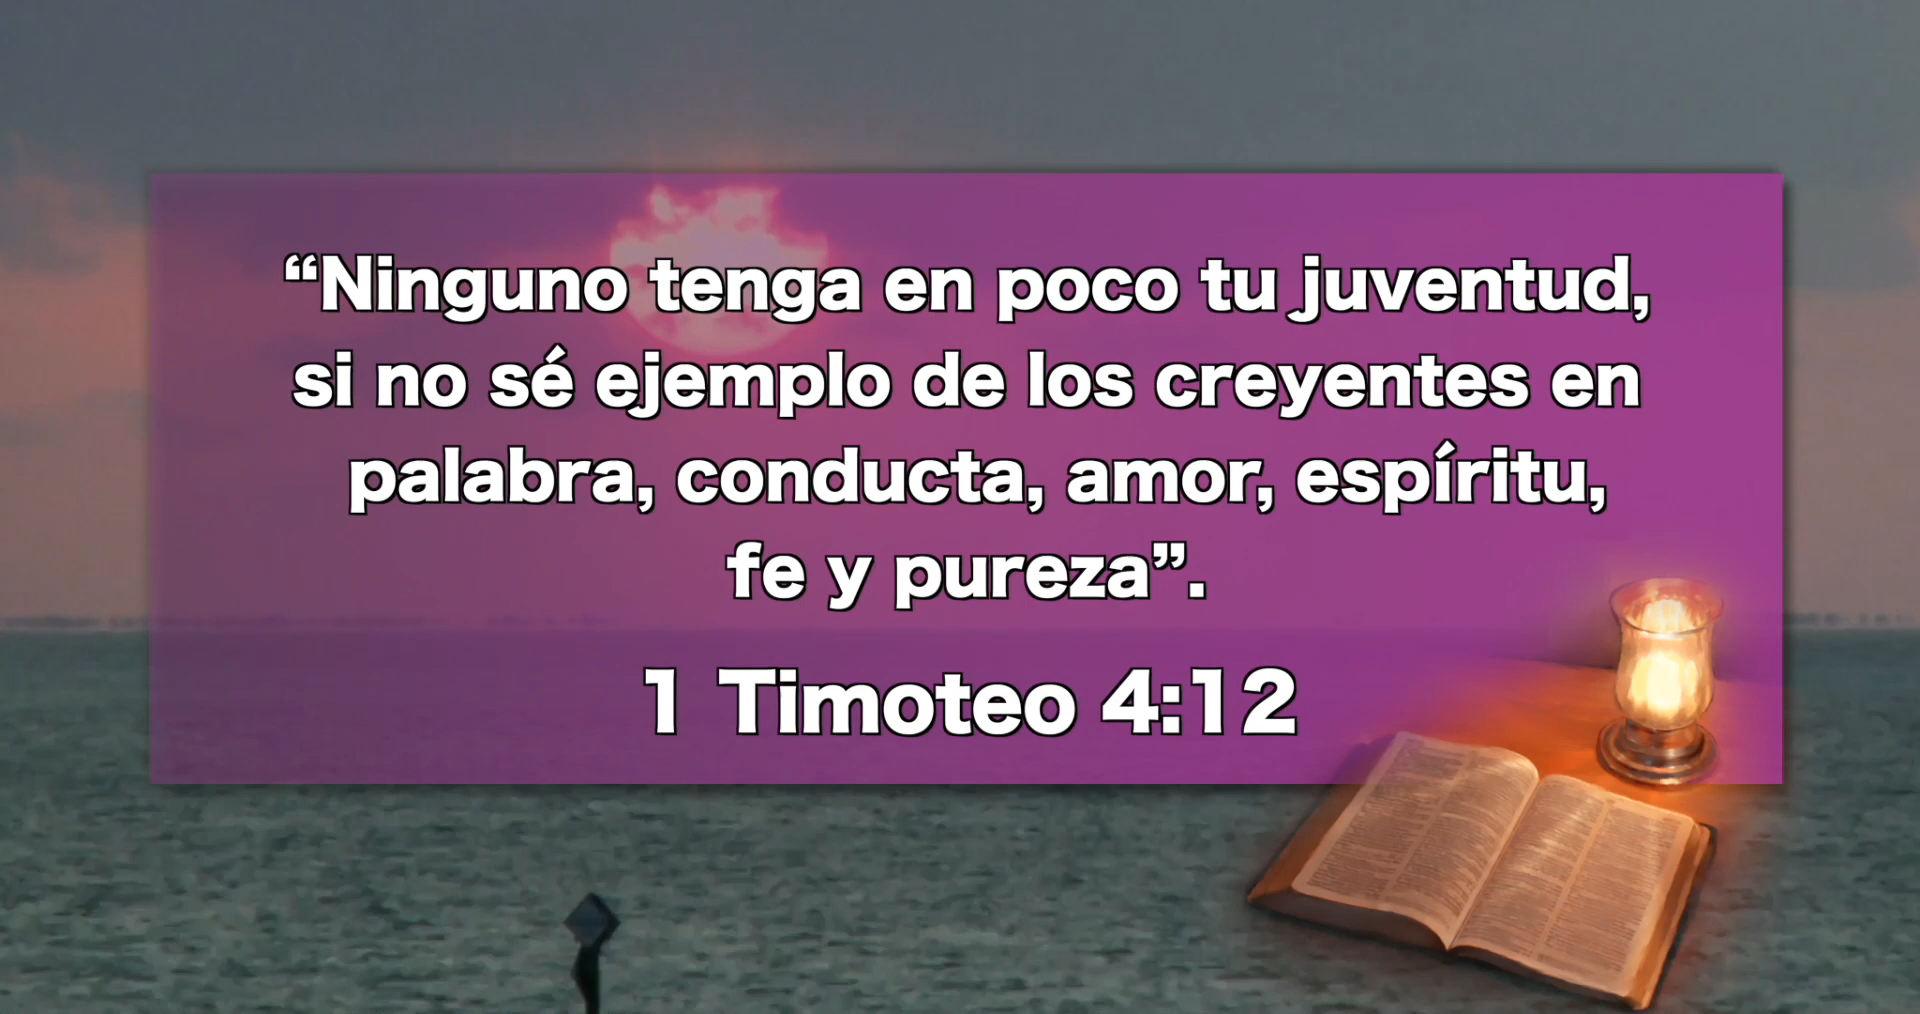 “Ninguno tenga en poco tu juventud,
si no sé ejemplo de los creyentes en
palabra, conducta, amor, espíritu,
fe y pureza”.
1 Timoteo 4:12